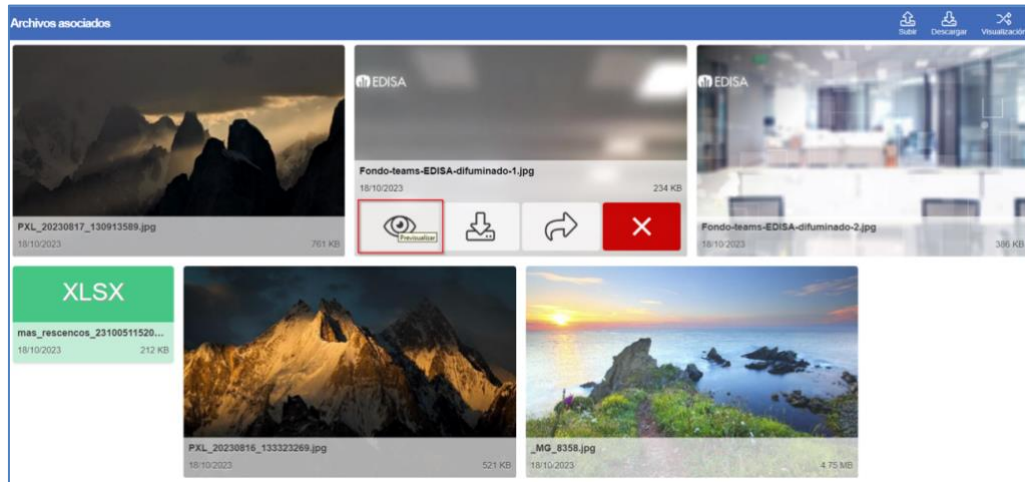 Archivos asociados
Subir Descargar Visualización
EDISA
EDISA
Fondo-teams-EDISA-difuminado-1.jpg
18/10/2023 234 KB
Previsualizar
PXL_20230817_130913589.jpg
18/10/2023 761 KB
Fondo-teams-EDISA-difuminado-2.jpg
18/10/2023 386 KB
XLSX
mas_rescencos_23100511520...
18/10/2023 212 KB
PXL_20230816_133323269.jpg
18/10/2023 521 KB
_MG_8358.jpg
18/10/2023 4.75 MB